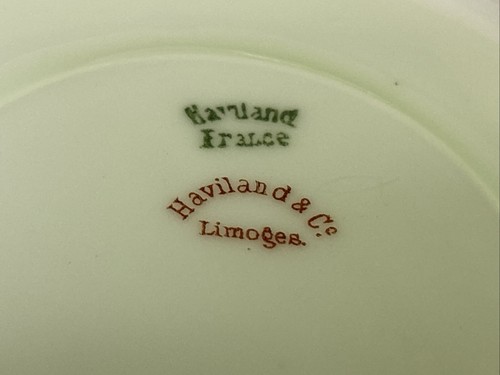 Haviland
France
Haviland & Co
Limoges.